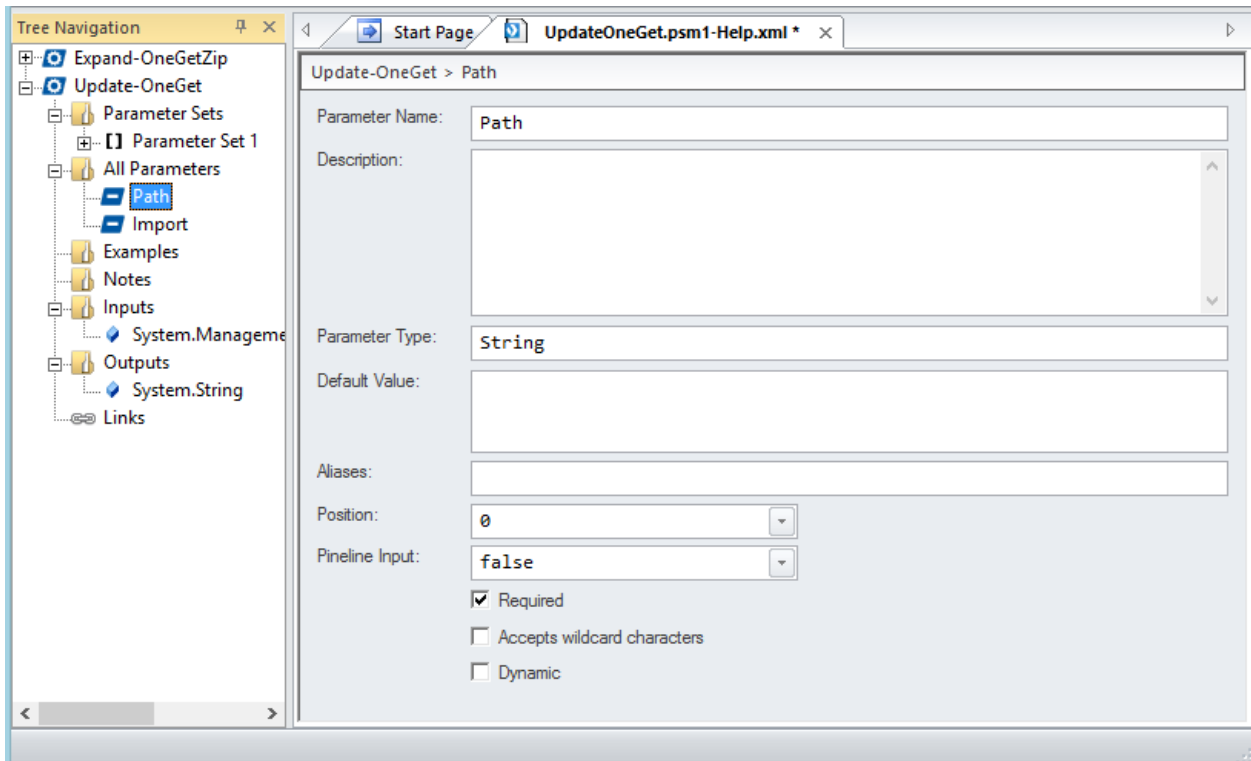 Tree Navigation
Expand-OneGetZip
Update-OneGet
Parameter Sets
[] Parameter Set 1
All Parameters
Path
Import
Examples
Notes
Inputs
System.Manageme
Outputs
System.String
Links
Start Page
UpdateOneGet.psm1-Help.xml *
Update-OneGet > Path
Parameter Name:
Path
Description:
Parameter Type:
String
Default Value:
Aliases:
Position:
0
Pineline Input:
false
Required
Accepts wildcard characters
Dynamic